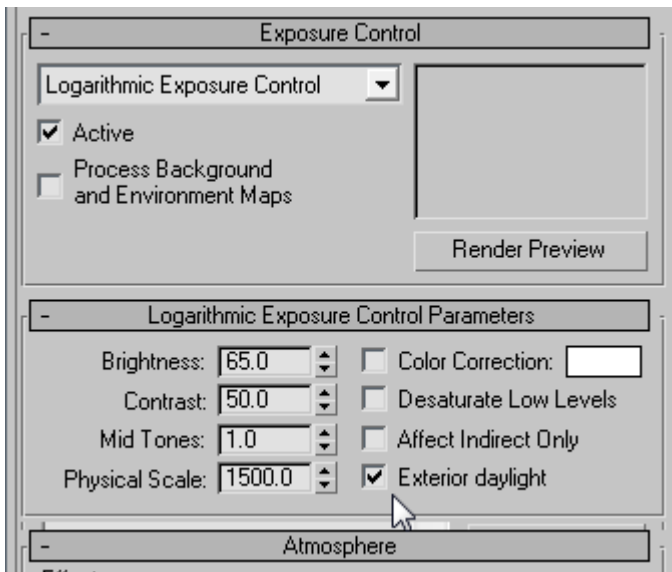 - Exposure Control
Logarithmic Exposure Control
Active
Process Background
and Environment Maps
Render Preview
- Logarithmic Exposure Control Parameters
Brightness: 65.0 Color Correction:
Contrast: 50.0 Desaturate Low Levels
Mid Tones: 1.0 Affect Indirect Only
Physical Scale: 1500.0 Exterior daylight
- Atmosphere